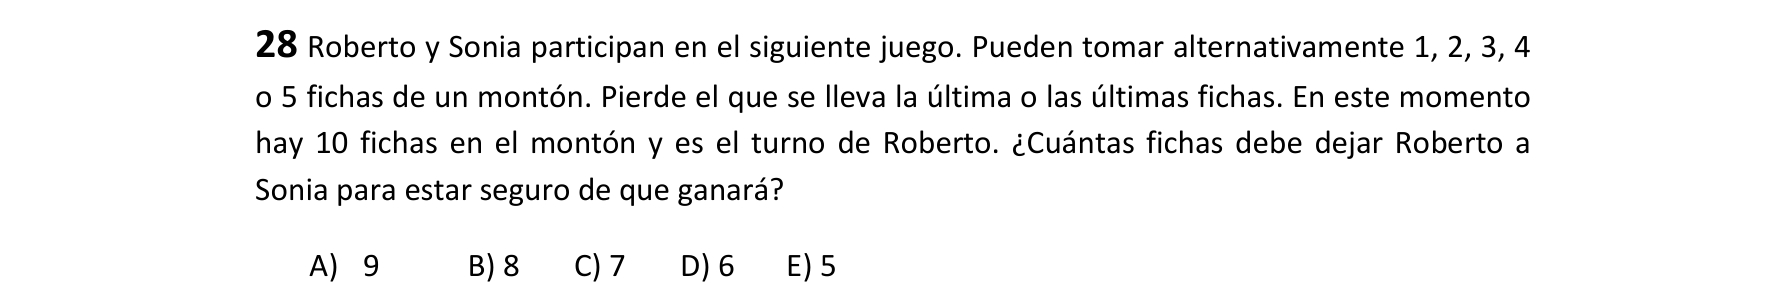 28 Roberto y Sonia participan en el siguiente juego. Pueden tomar alternativamente 1, 2, 3, 4
o 5 fichas de un montón. Pierde el que se lleva la última o las últimas fichas. En este momento
hay 10 fichas en el montón y es el turno de Roberto. ¿Cuántas fichas debe dejar Roberto a
Sonia para estar seguro de que ganará?
A) 9 B) 8 C) 7 D) 6 E) 5